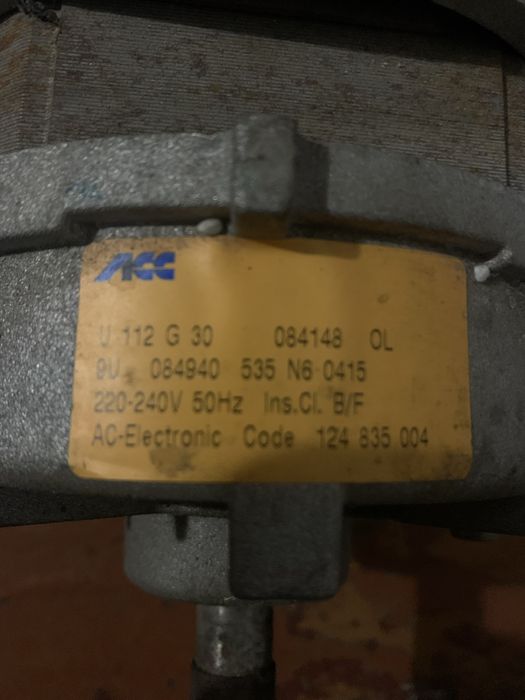 ACC
U 112 G 30 084148 OL
9U 084940 535 N6 0415
220-240V 50Hz Ins.Cl. B/F
AC-Electronic Code 124 835 004